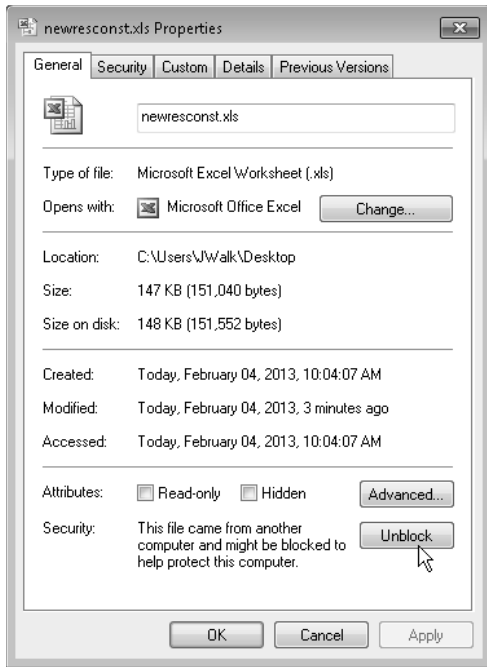 newresconst.xls Properties
General Security Custom Details Previous Versions
newresconst.xls
Type of file: Microsoft Excel Worksheet (.xls)
Opens with: Microsoft Office Excel Change...
Location: C:\Users\JWalk\Desktop
Size: 147 KB (151,040 bytes)
Size on disk: 148 KB (151,552 bytes)
Created: Today, February 04, 2013, 10:04:07 AM
Modified: Today, February 04, 2013, 3 minutes ago
Accessed: Today, February 04, 2013, 10:04:07 AM
Attributes: Read-only Hidden Advanced...
Security: This file came from another
computer and might be blocked to
help protect this computer.
Unblock
OK Cancel Apply